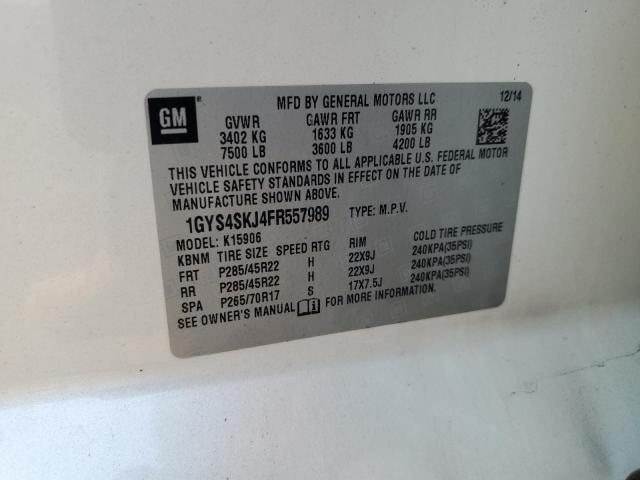 GM ®
MFD BY GENERAL MOTORS LLC 12/14
GVWR GAWR FRT GAWR RR
3402 KG 1633 KG 1905 KG
7500 LB 3600 LB 4200 LB
THIS VEHICLE CONFORMS TO ALL APPLICABLE U.S. FEDERAL MOTOR
VEHICLE SAFETY STANDARDS IN EFFECT ON THE DATE OF
MANUFACTURE SHOWN ABOVE.
1GYS4SKJ4FR557989 TYPE: M.P.V.
MODEL: K15906
KBNM TIRE SIZE SPEED RTG RIM COLD TIRE PRESSURE
FRT P285/45R22 H 22X9J 240KPA(35PSI)
RR P285/45R22 H 22X9J 240KPA(35PSI)
SPA P265/70R17 S 17X7.5J 240KPA(35PSI)
SEE OWNER'S MANUAL FOR MORE INFORMATION.